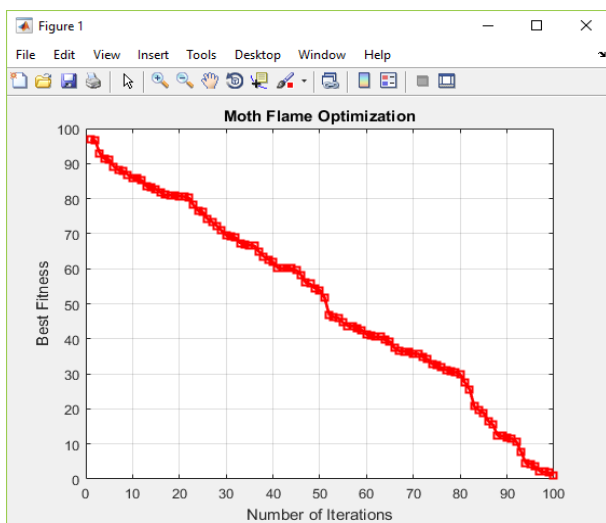 Figure 1
File Edit View Insert Tools Desktop Window Help
Moth Flame Optimization
100
90
80
70
60
50
40
30
20
10
0
Best Fitness
0 10 20 30 40 50 60 70 80 90 100
Number of Iterations